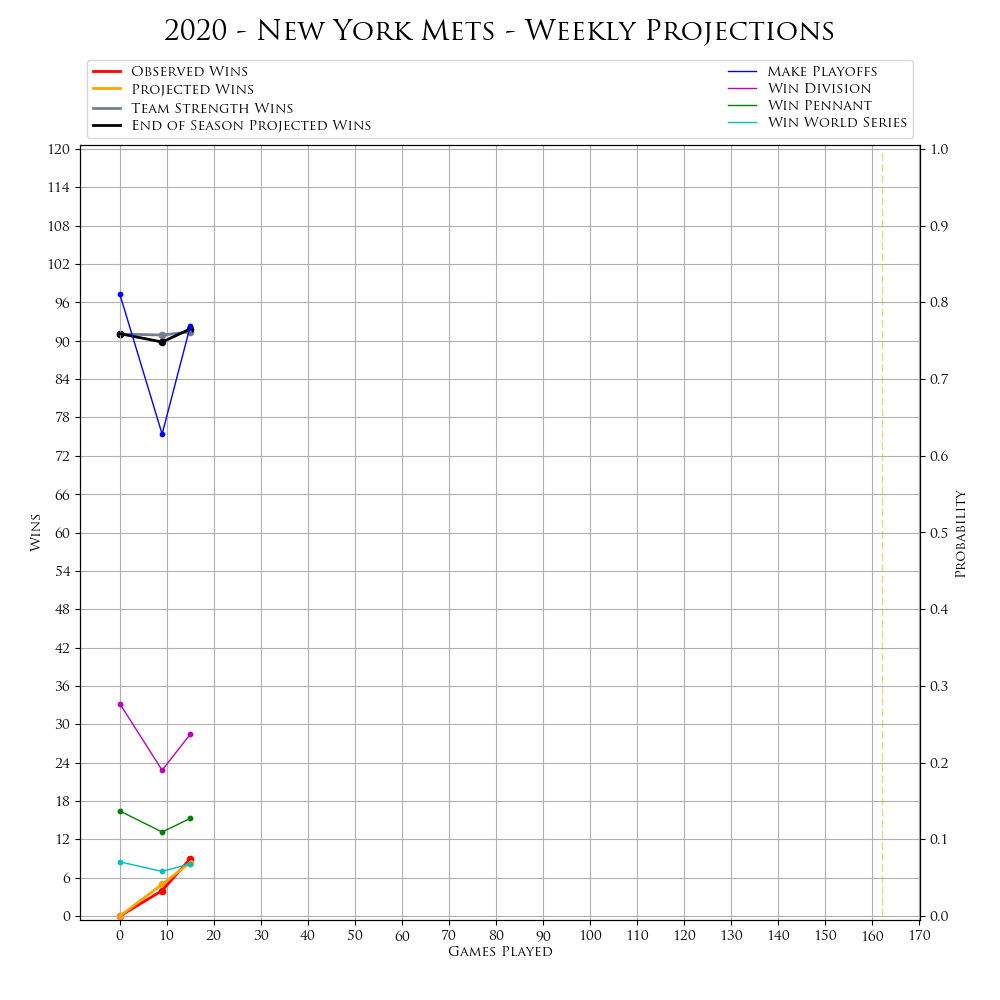 2020 - New York Mets - Weekly Projections
Observed Wins
Projected Wins
Team Strength Wins
End of Season Projected Wins
Make Playoffs
Win Division
Win Pennant
Win World Series
120
114
108
102
96
90
84
78
72
66
60
54
48
42
36
30
24
18
12
6
0
Wins
1.0
0.9
0.8
0.7
0.6
0.5
0.4
0.3
0.2
0.1
0.0
Probability
0 10 20 30 40 50 60 70 80 90 100 110 120 130 140 150 160 170
Games Played